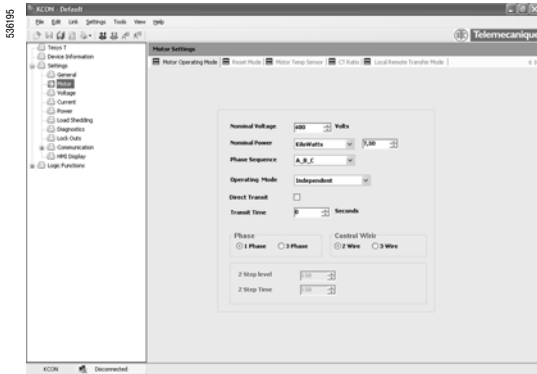 536195
KCON - Default
File Edit Link Settings Tools View Help
Telemecanique
Tesys T
Device Information
Settings
General
Motor
Voltage
Current
Power
Load Shedding
Diagnostics
Lock Outs
Communication
HMI Display
Logic Functions
Motor Settings
Motor Operating Mode Reset Mode Motor Temp Sensor CT Ratio Local Remote Transfer Mode
Nominal Voltage 480 Volts
Nominal Power KiloWatts 7,50
Phase Sequence A_B_C
Operating Mode Independent
Direct Transit
Transit Time 0 Seconds
Phase Control Wirir
1 Phase 3 Phase 2 Wire 3 Wire
2 Step level
2 Step Time
KCON Disconnected